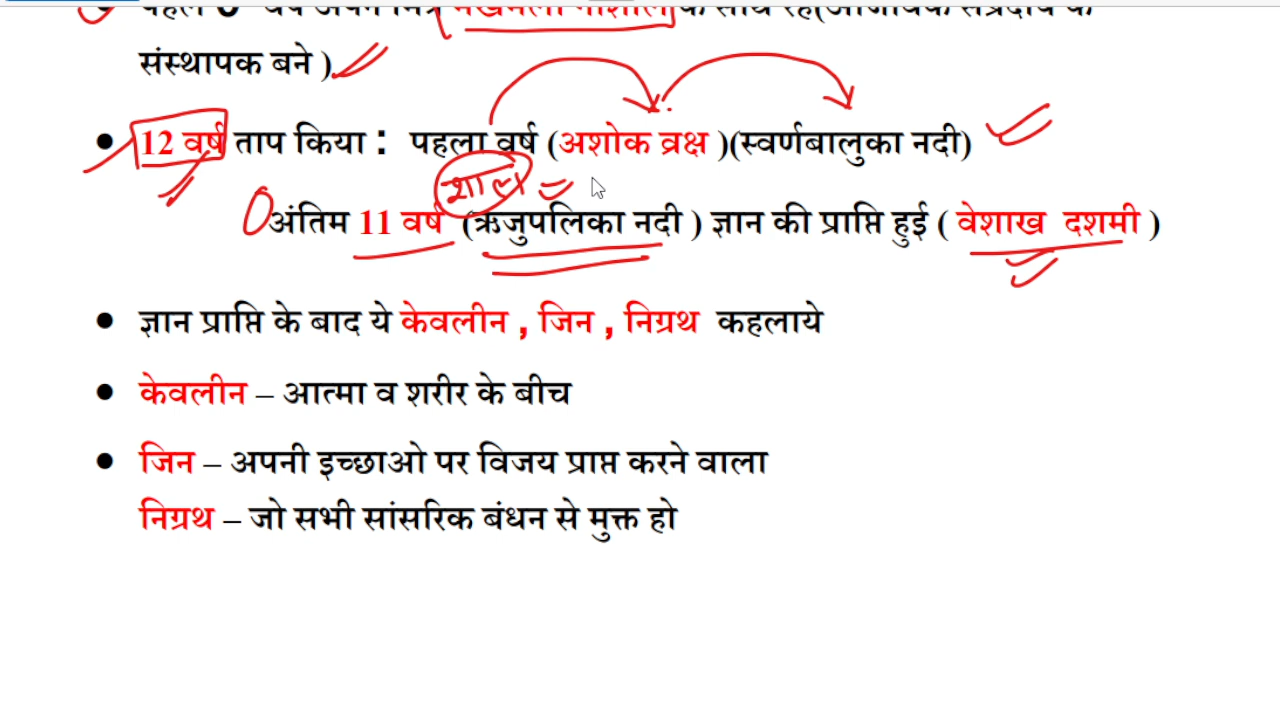 संस्थापक बने )
● 12 वर्ष ताप किया : पहला वर्ष (अशोक व्रक्ष )(स्वर्णबालुका नदी)
शाल
अंतिम 11 वर्ष (ऋजुपलिका नदी ) ज्ञान की प्राप्ति हुई ( वेशाख दशमी )
● ज्ञान प्राप्ति के बाद ये केवलीन , जिन , निग्रथ कहलाये
● केवलीन – आत्मा व शरीर के बीच
● जिन – अपनी इच्छाओ पर विजय प्राप्त करने वाला
निग्रथ – जो सभी सांसरिक बंधन से मुक्त हो